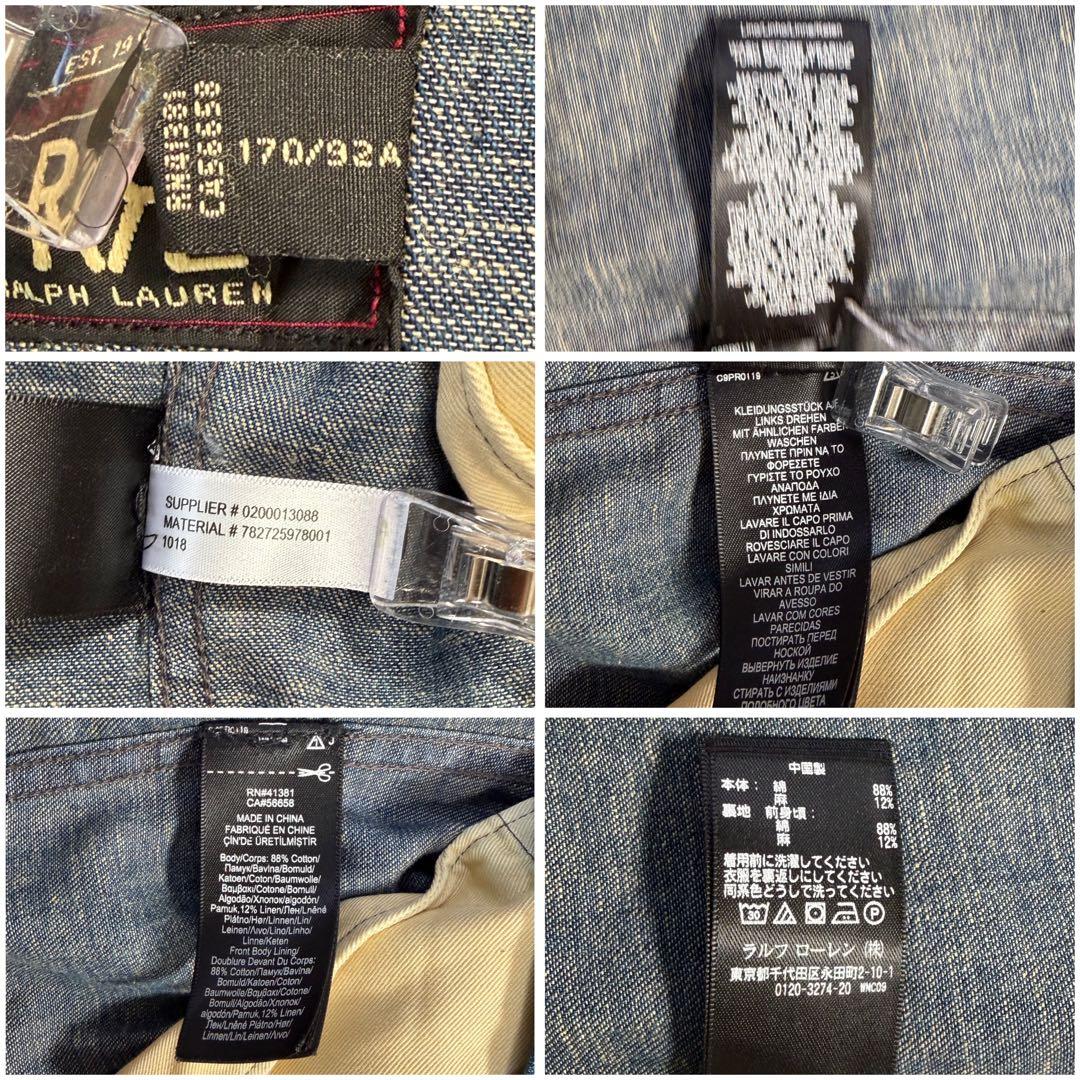 EST. 19
170/92A
RRL
RALPH LAUREN
SUPPLIER # 0200013088
MATERIAL # 782725978001
1018
C9PR0119
KLEIDUNGSSTÜCK AUF
LINKS DREHEN
MIT ÄHNLICHEN FARBEN
WASCHEN
ΠΛΥΝΕΤΕ ΠΡΙΝ ΝΑ ΤΟ
ΦΟΡΕΣΕΤΕ
ΓΥΡΙΣΤΕ ΤΟ ΡΟΥΧΟ
ΑΝΑΠΟΔΑ
ΠΛΥΝΕΤΕ ΜΕ ΙΔΙΑ
ΧΡΩΜΑΤΑ
LAVARE IL CAPO PRIMA
DI INDOSSARLO
ROVESCIARE IL CAPO
LAVARE CON COLORI
SIMILI
LAVAR ANTES DE VESTIR
VIRAR A ROUPA DO
AVESSO
LAVAR COM CORES
PARECIDAS
ПОСТИРАТЬ ПЕРЕД
НОСКОЙ
ВЫВЕРНУТЬ ИЗДЕЛИЕ
НАИЗНАНКУ
СТИРАТЬ С ИЗДЕЛИЯМИ
ПОДОБНОГО ЦВЕТА
J
RN#41381
CA#56658
MADE IN CHINA
FABRIQUÉ EN CHINE
ÇİN'DE ÜRETİLMİŞTİR
Body/Corps: 88% Cotton/
Памук/Bavlna/Bomuld/
Katoen/Coton/Baumwolle/
Βαμβακι/Cotone/Bomull/
Algodão/Хлопок/algodón/
Pamuk,12% Linen/Лен/Lněné
Plátno/Hør/Linnen/Lin/
Leinen/Λινο/Lino/Linho/
Linne/Keten
Front Body Lining/
Doublure Devant Du Corps:
88% Cotton/Памук/Bavlna/
Bomuld/Katoen/Coton/
Baumwolle/Βαμβακι/Cotone/
Bomull/Algodão/Хлопок/
algodón/Pamuk,12% Linen/
Лен/Lněné Plátno/Hør/
Linnen/Lin/Leinen/Λινο/
中国製
本体: 綿 88%
麻 12%
裏地 前身頃:
綿 88%
麻 12%
着用前に洗濯してください
衣服を裏返しにしてください
同系色どうしで洗ってください
30 P
ラルフ ローレン (株)
東京都千代田区永田町2-10-1
0120-3274-20 WNC09